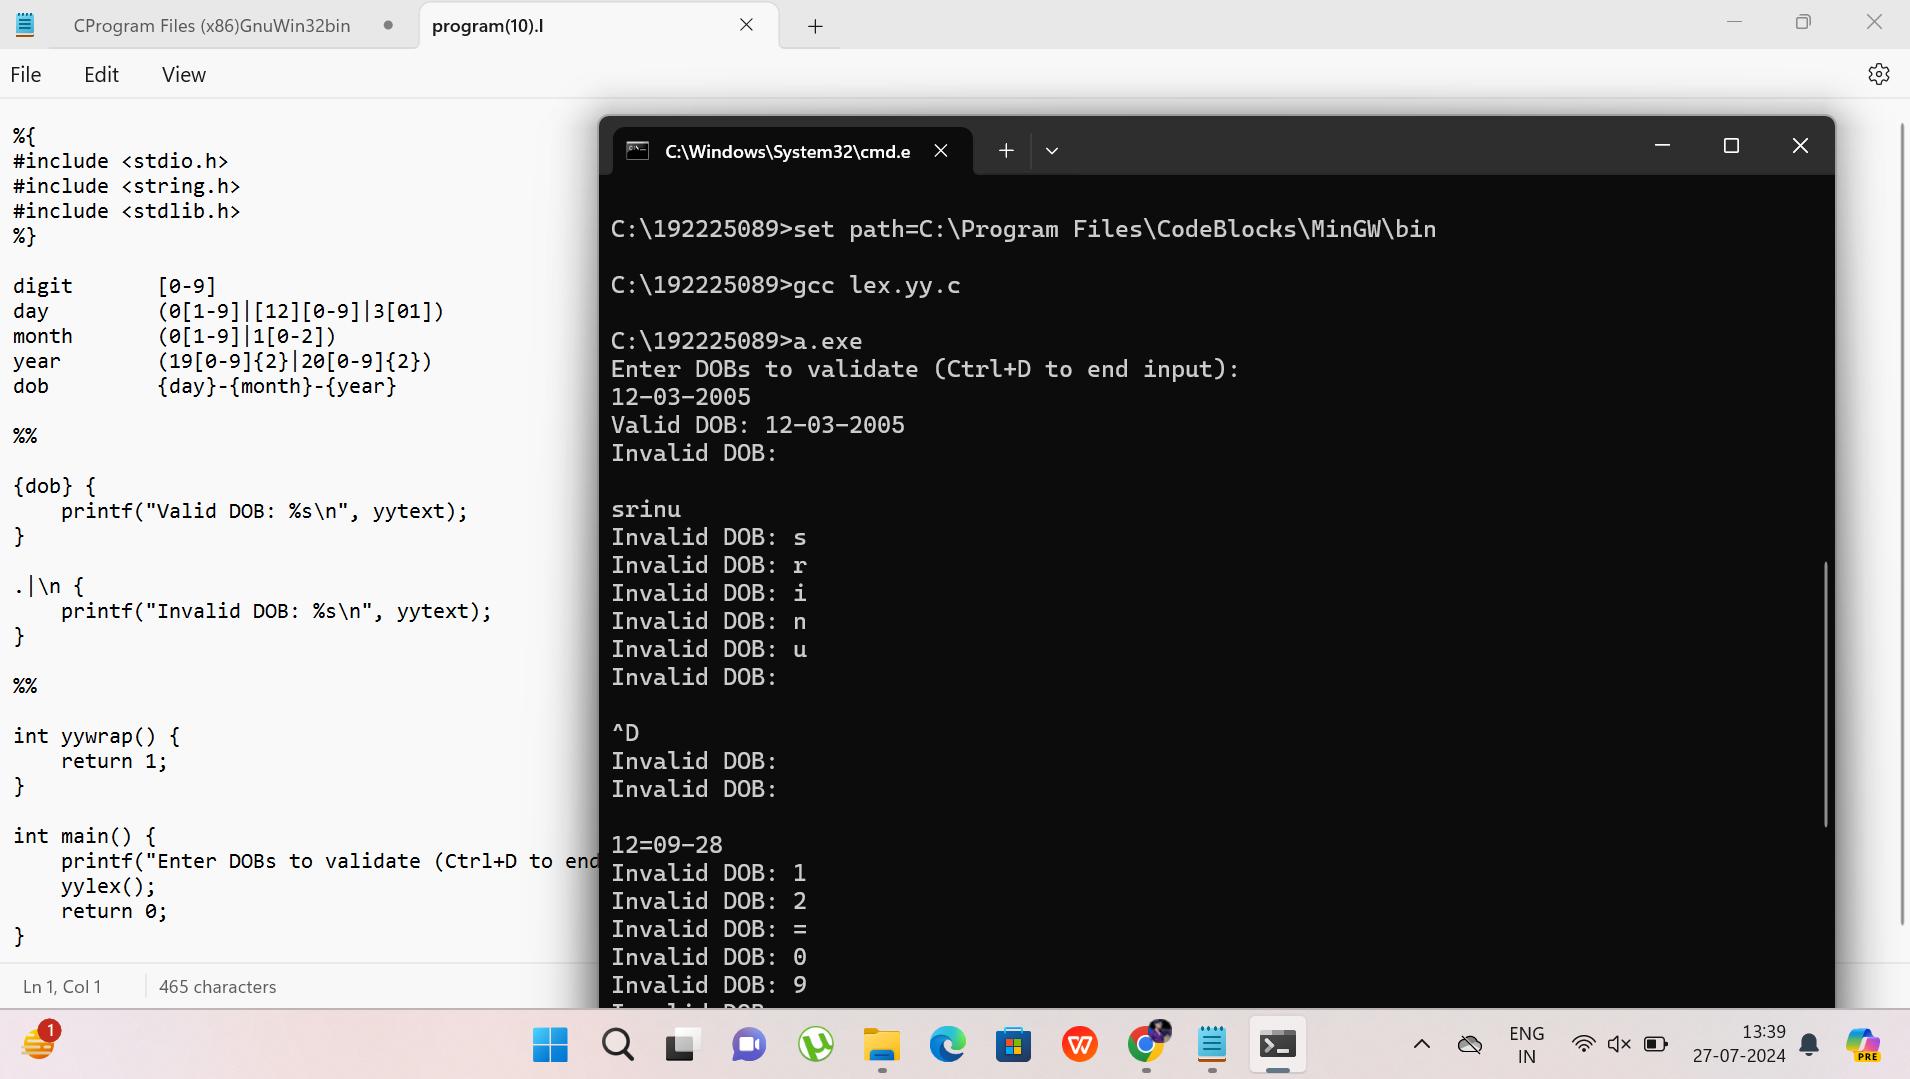 CProgram Files (x86)GnuWin32bin
program(10).l
File Edit View
%{
#include <stdio.h>
#include <string.h>
#include <stdlib.h>
%}
digit [0-9]
day (0[1-9]|[12][0-9]|3[01])
month (0[1-9]|1[0-2])
year (19[0-9]{2}|20[0-9]{2})
dob {day}-{month}-{year}
%%
{dob} {
printf("Valid DOB: %s\n", yytext);
}
.|\n {
printf("Invalid DOB: %s\n", yytext);
}
%%
int yywrap() {
return 1;
}
int main() {
printf("Enter DOBs to validate (Ctrl+D to end
yylex();
return 0;
}
Ln 1, Col 1
465 characters
C:\Windows\System32\cmd.e
C:\192225089>set path=C:\Program Files\CodeBlocks\MinGW\bin
C:\192225089>gcc lex.yy.c
C:\192225089>a.exe
Enter DOBs to validate (Ctrl+D to end input):
12-03-2005
Valid DOB: 12-03-2005
Invalid DOB:
srinu
Invalid DOB: s
Invalid DOB: r
Invalid DOB: i
Invalid DOB: n
Invalid DOB: u
Invalid DOB:
^D
Invalid DOB:
Invalid DOB:
12=09-28
Invalid DOB: 1
Invalid DOB: 2
Invalid DOB: =
Invalid DOB: 0
Invalid DOB: 9
1
ENG
IN
13:39
27-07-2024
PRE